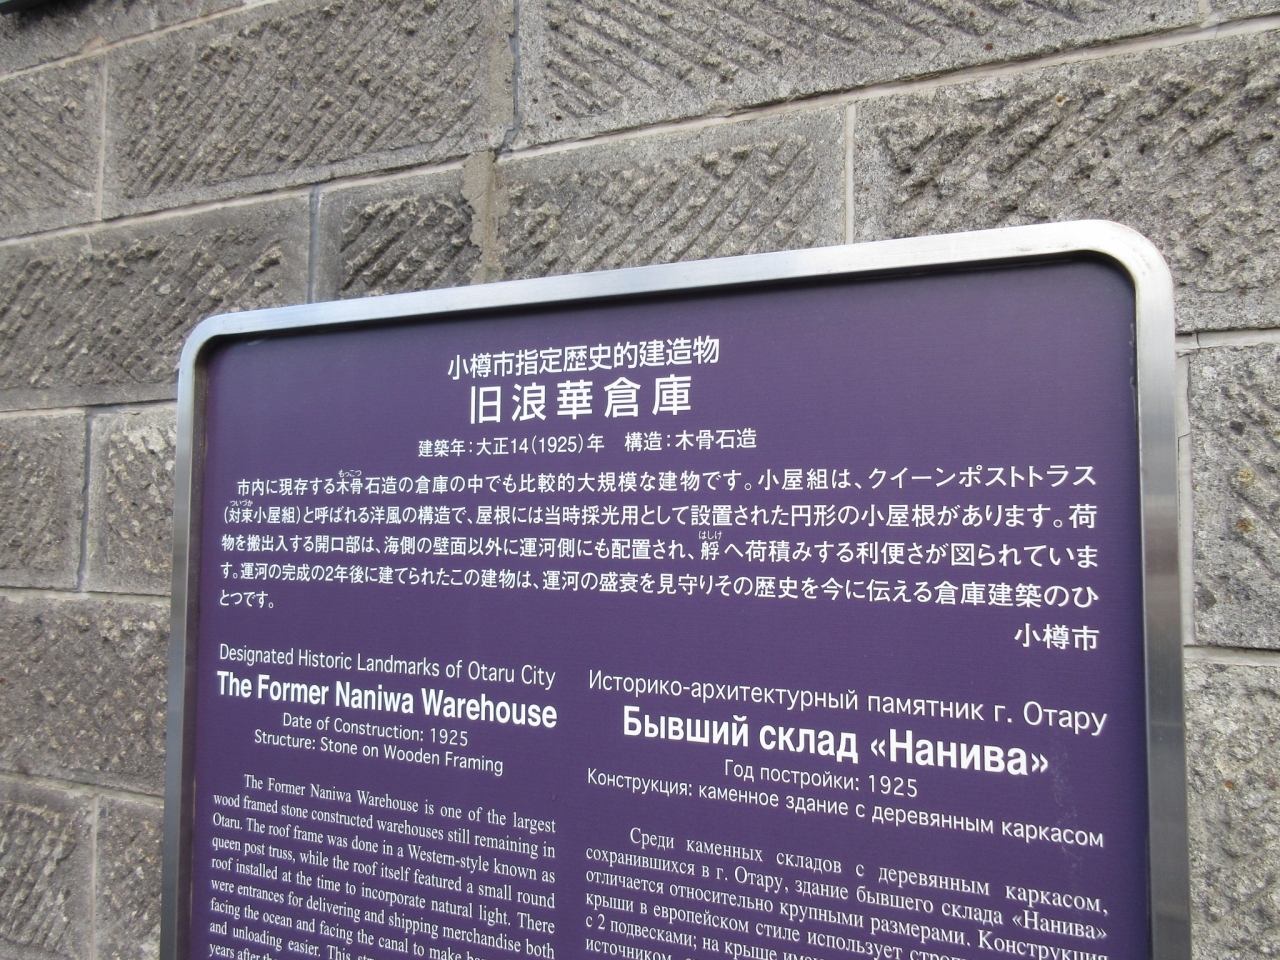 小樽市指定歴史的建造物
旧浪華倉庫
建築年：大正14（1925）年　構造：木骨石造
もっこつ
市内に現存する木骨石造の倉庫の中でも比較的大規模な建物です。小屋組は、クイーンポストトラス
ついづか
（対束小屋組）と呼ばれる洋風の構造で、屋根には当時採光用として設置された円形の小屋根があります。荷
はしけ
物を搬出入する開口部は、海側の壁面以外に運河側にも配置され、艀へ荷積みする利便さが図られていま
す。運河の完成の2年後に建てられたこの建物は、運河の盛衰を見守りその歴史を今に伝える倉庫建築のひ
とつです。
小樽市
Designated Historic Landmarks of Otaru City
The Former Naniwa Warehouse
Date of Construction: 1925
Structure: Stone on Wooden Framing
The Former Naniwa Warehouse is one of the largest
wood framed stone constructed warehouses still remaining in
Otaru. The roof frame was done in a Western-style known as
queen post truss, while the roof itself featured a small round
roof installed at the time to incorporate natural light. There
were entrances for delivering and shipping merchandise both
facing the ocean and facing the canal to make
and unloading easier. This
years after the
Историко-архитектурный памятник г. Отару
Бывший склад «Нанива»
Год постройки: 1925
Конструкция: каменное здание с деревянным каркасом
Среди каменных складов с деревянным каркасом,
сохранившихся в г. Отару, здание бывшего склада «Нанива»
отличается относительно крупными размерами. Конструкция
крыши в европейском стиле использует
с 2 подвесками; на крыше
источником